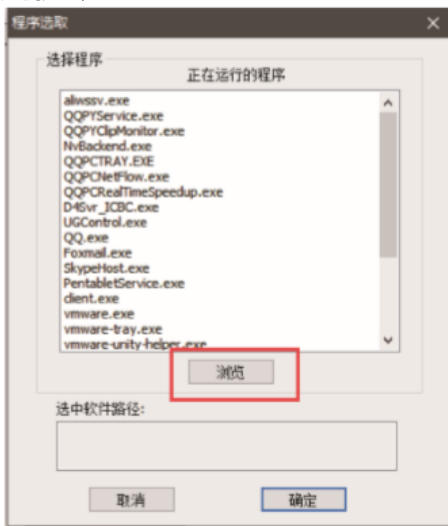 程序选取
选择程序
正在运行的程序
aliwssv.exe
QQPYService.exe
QQPYClipMonitor.exe
NvBackend.exe
QQPCTRAY.EXE
QQPCNetFlow.exe
QQPCRealTimeSpeedup.exe
D4Svr_ICBC.exe
UGControl.exe
QQ.exe
Foxmail.exe
SkypeHost.exe
PentabletService.exe
client.exe
vmware.exe
vmware-tray.exe
vmware-unity-helper.exe
浏览
选中软件路径:
取消
确定